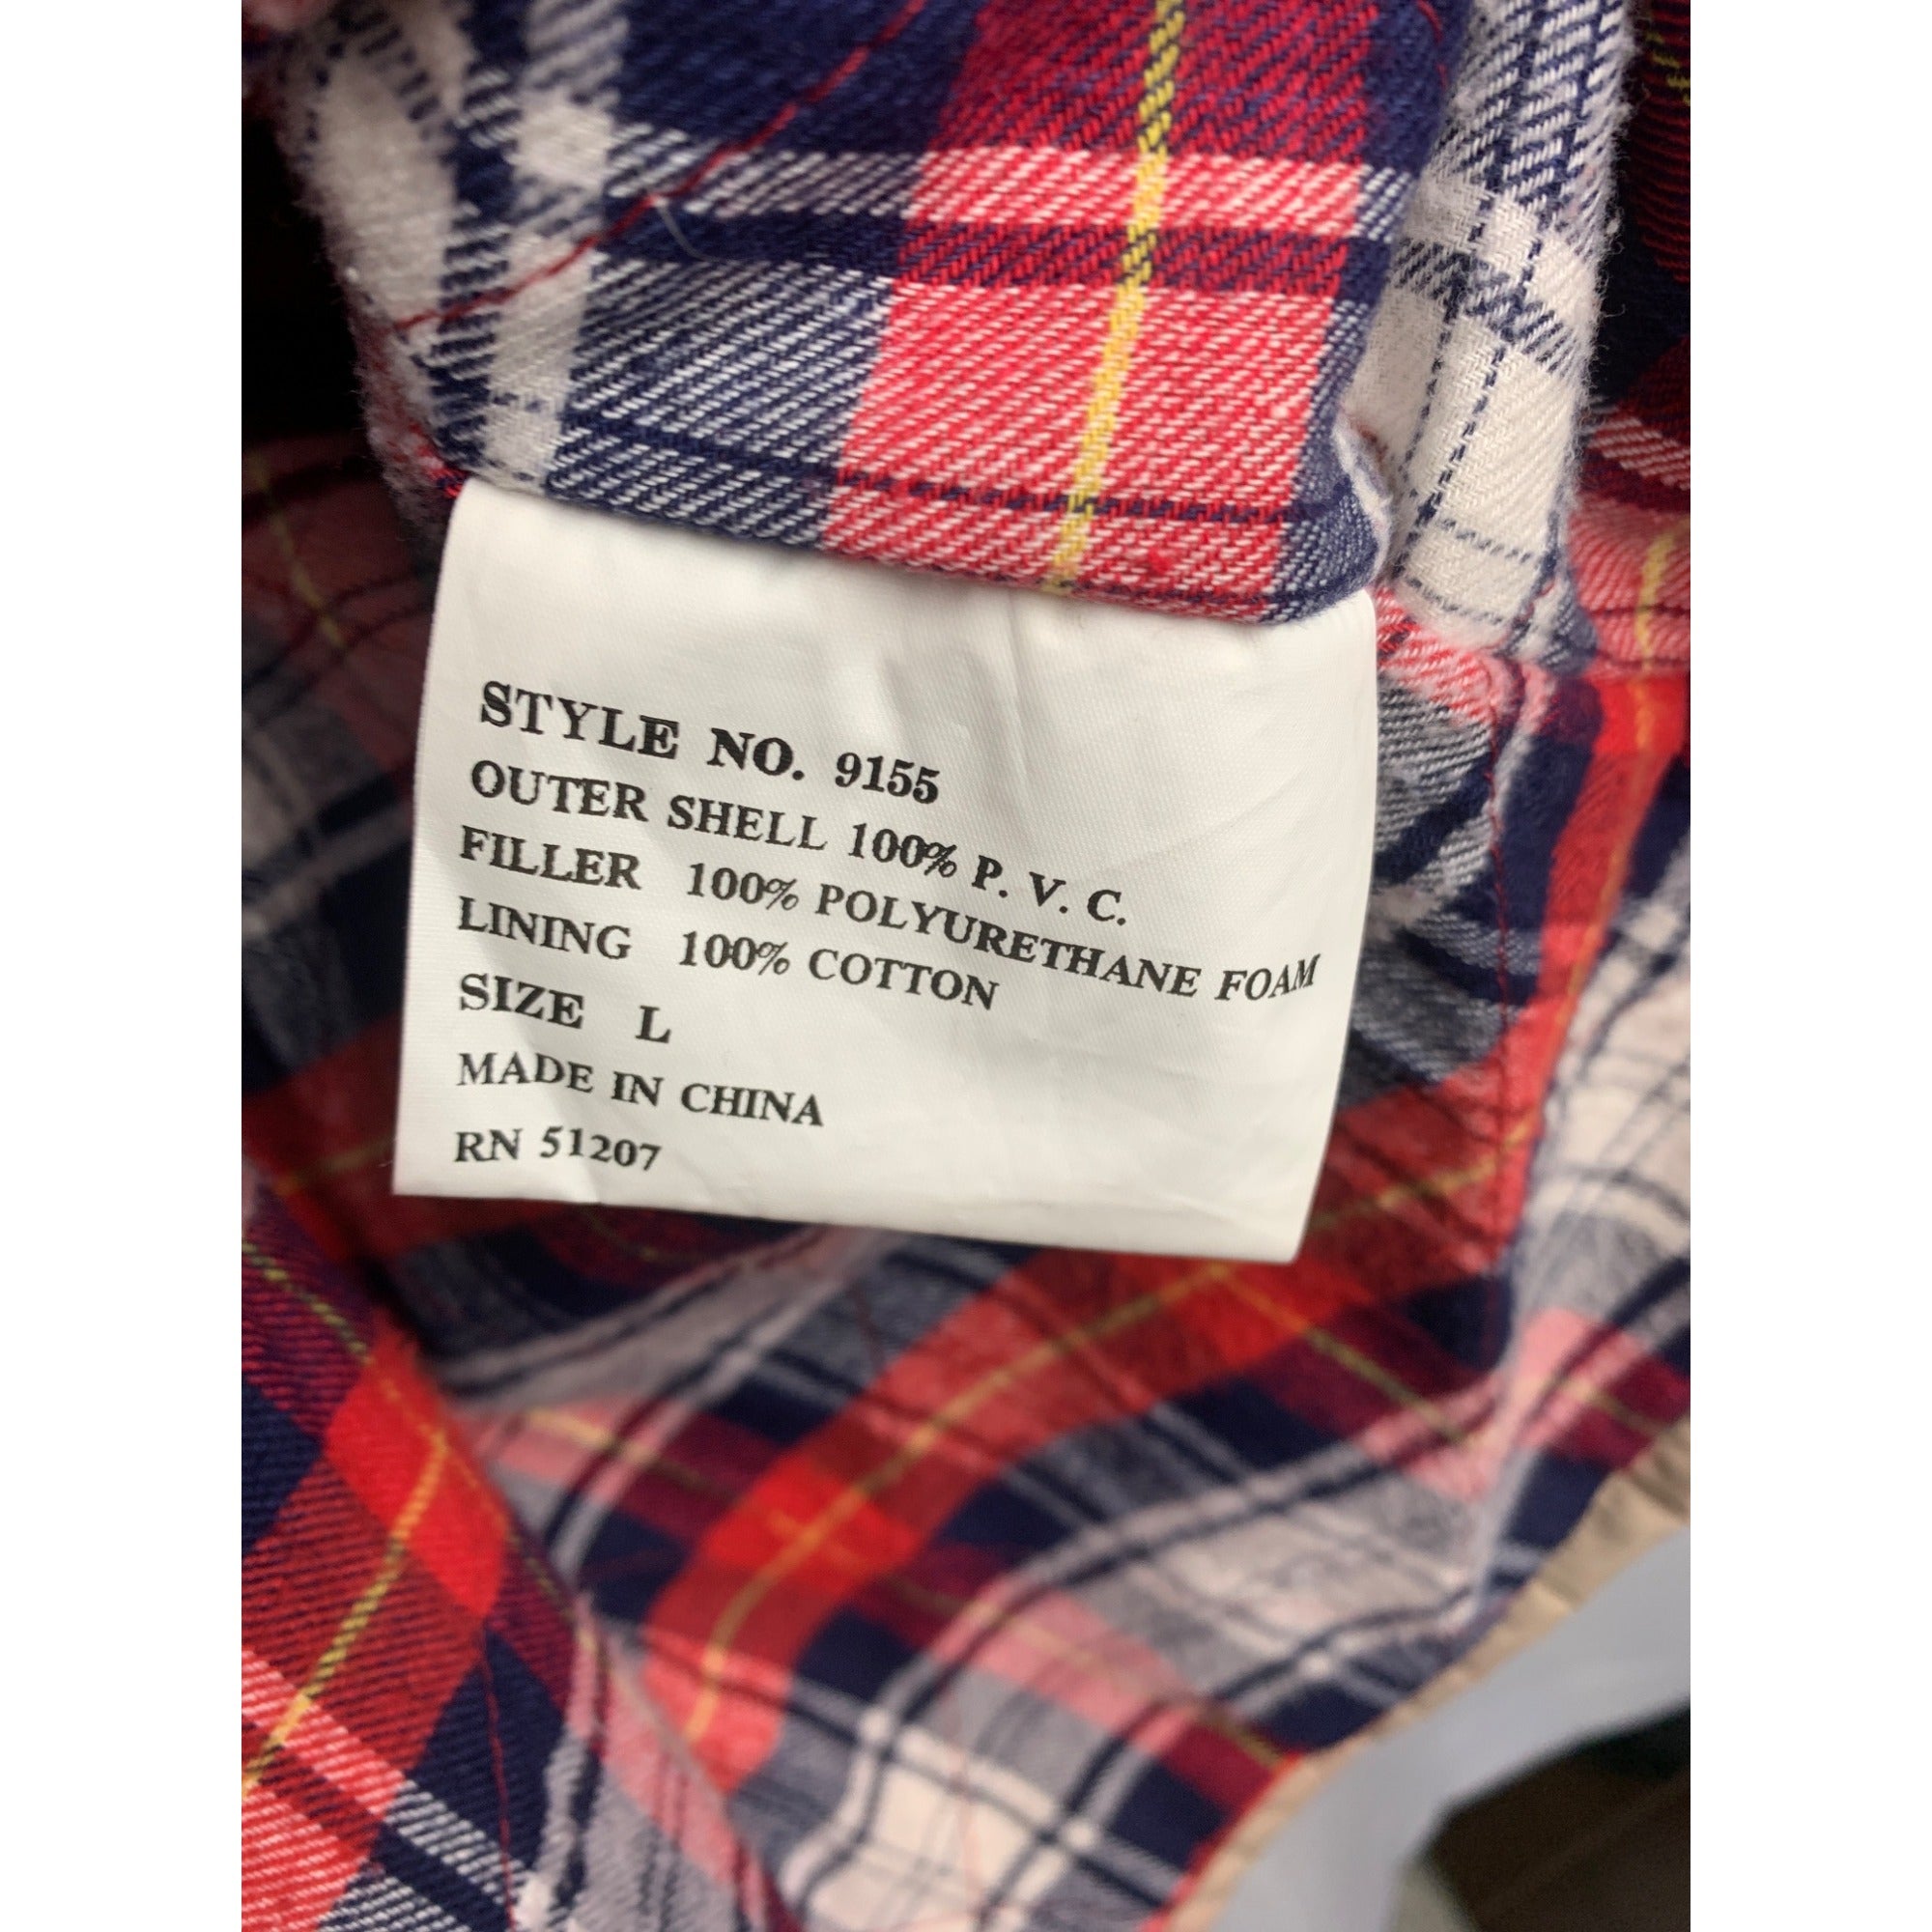 STYLE NO. 9155
OUTER SHELL 100% P. V. C.
FILLER 100% POLYURETHANE FOAM
LINING 100% COTTON
SIZE L
MADE IN CHINA
RN 51207